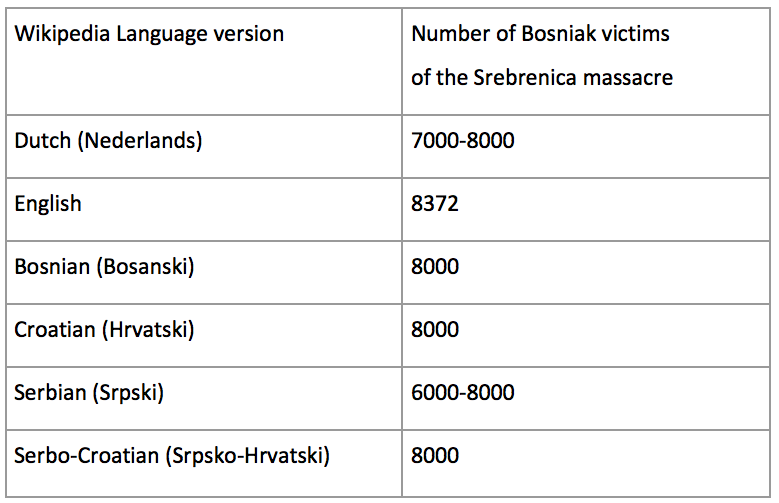 Wikipedia Language version
Number of Bosniak victims
of the Srebrenica massacre
Dutch (Nederlands)
7000-8000
English
8372
Bosnian (Bosanski)
8000
Croatian (Hrvatski)
8000
Serbian (Srpski)
6000-8000
Serbo-Croatian (Srpsko-Hrvatski)
8000